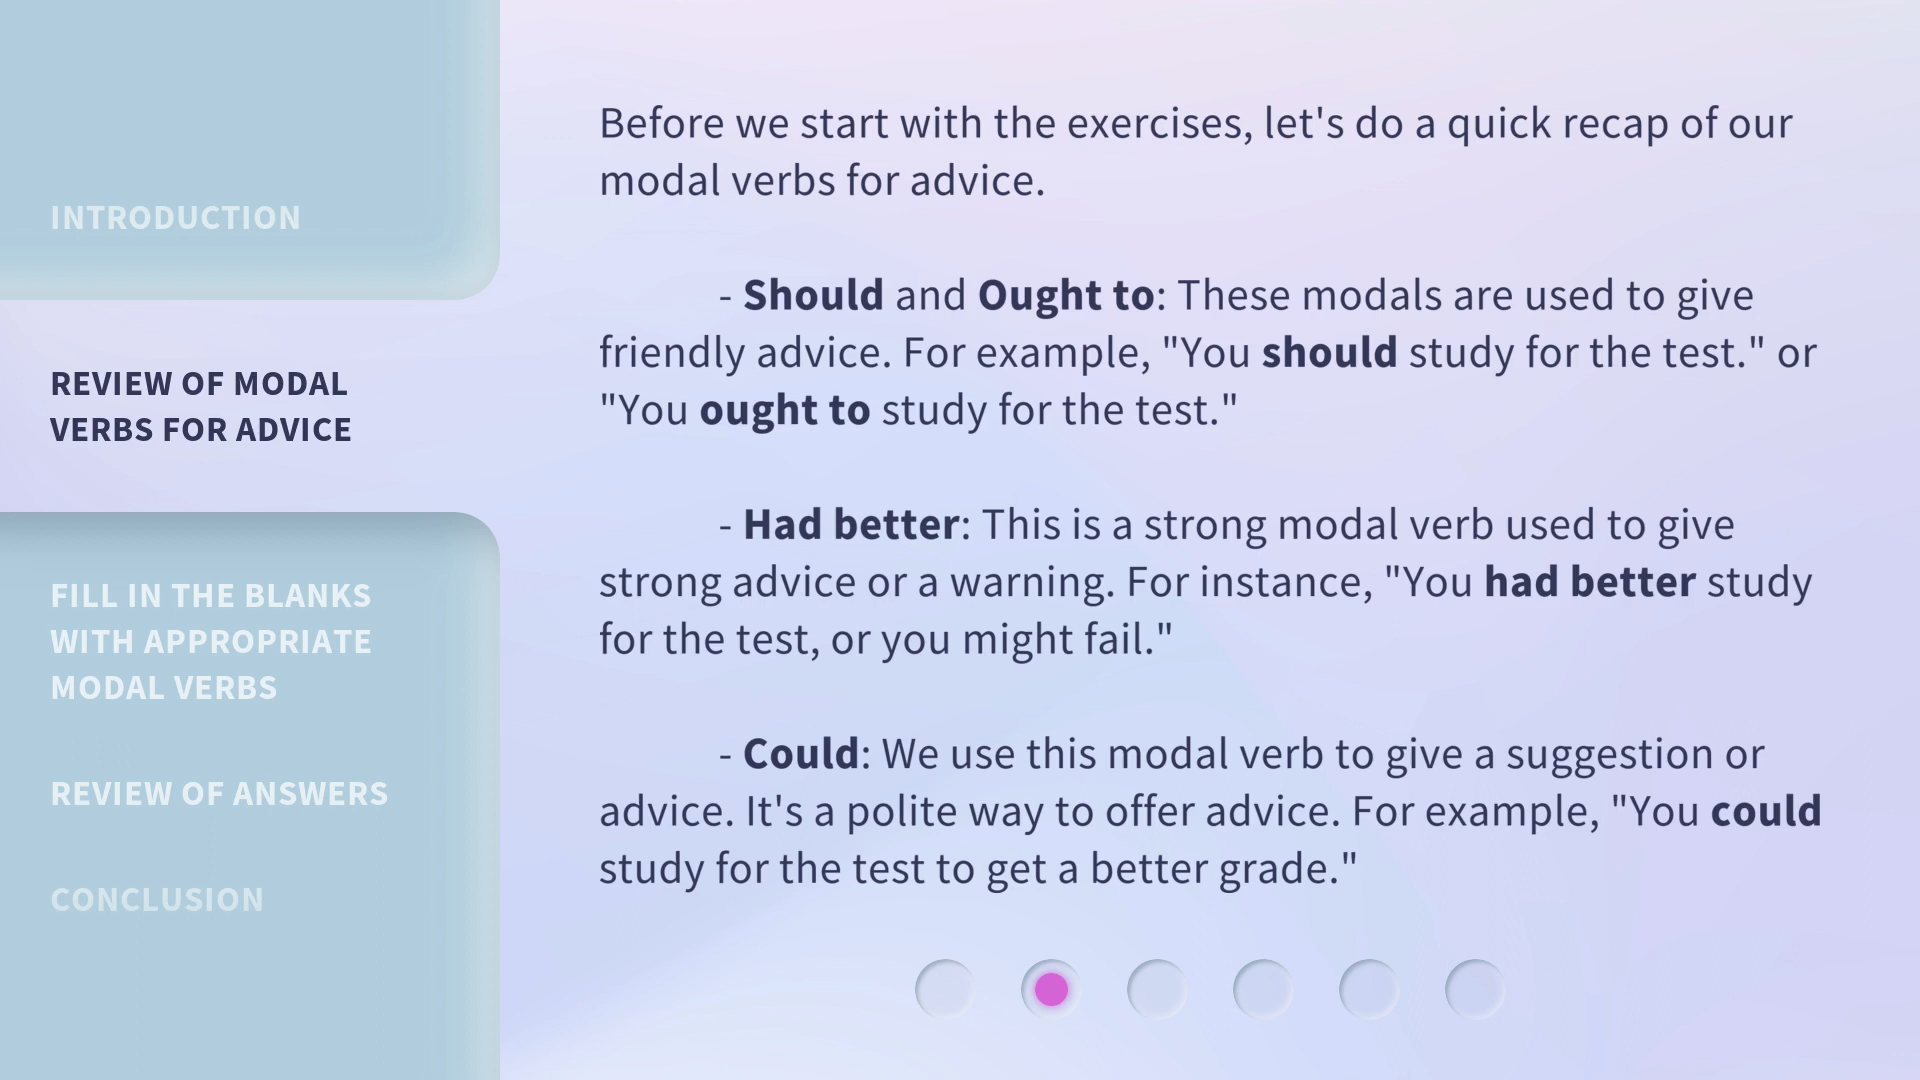 INTRODUCTION
REVIEW OF MODAL
VERBS FOR ADVICE
FILL IN THE BLANKS
WITH APPROPRIATE
MODAL VERBS
REVIEW OF ANSWERS
CONCLUSION
Before we start with the exercises, let's do a quick recap of our
modal verbs for advice.
- Should and Ought to: These modals are used to give
friendly advice. For example, "You should study for the test." or
"You ought to study for the test."
- Had better: This is a strong modal verb used to give
strong advice or a warning. For instance, "You had better study
for the test, or you might fail."
- Could: We use this modal verb to give a suggestion or
advice. It's a polite way to offer advice. For example, "You could
study for the test to get a better grade."